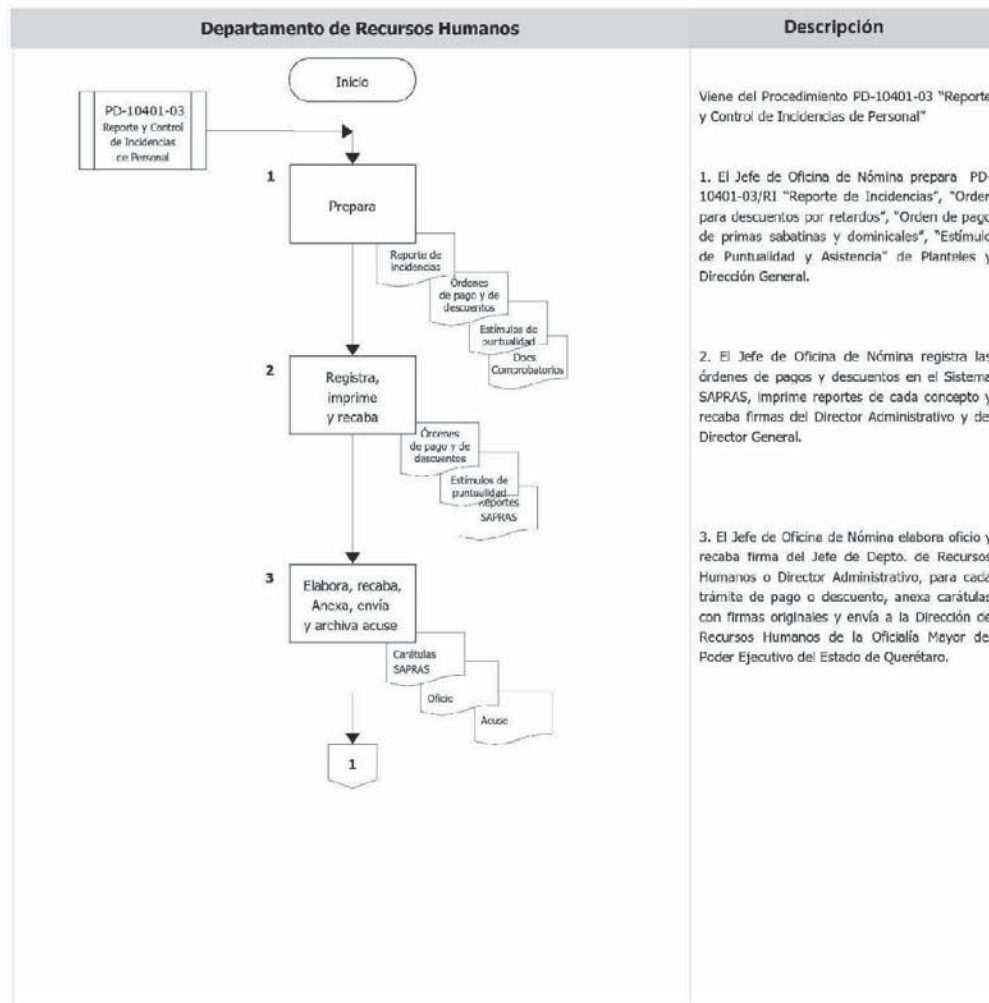 Departamento de Recursos Humanos
Descripción
Inicio
PD-10401-03
Reporte y Control
de Incidencias
de Personal
1
Prepara
Reporte de
incidencias
Órdenes
de pago y de
descuentos
Estímulos de
puntualidad
Docs
Comprobatorios
2
Registra,
imprime
y recaba
Órdenes
de pago y de
descuentos
Estímulos de
puntualidad
Reportes
SAPRAS
3
Elabora, recaba,
Anexa, envía
y archiva acuse
Carátulas
SAPRAS
Oficio
Acuse
1
Viene del Procedimiento PD-10401-03 "Reporte
y Control de Incidencias de Personal"
1. El Jefe de Oficina de Nómina prepara PD-
10401-03/RI "Reporte de Incidencias", "Orden
para descuentos por retardos", "Orden de pago
de primas sabatinas y dominicales", "Estímulo
de Puntualidad y Asistencia" de Planteles y
Dirección General.
2. El Jefe de Oficina de Nómina registra las
órdenes de pagos y descuentos en el Sistema
SAPRAS, imprime reportes de cada concepto y
recaba firmas del Director Administrativo y de
Director General.
3. El Jefe de Oficina de Nómina elabora oficio y
recaba firma del Jefe de Depto. de Recursos
Humanos o Director Administrativo, para cada
trámite de pago o descuento, anexa carátulas
con firmas originales y envía a la Dirección de
Recursos Humanos de la Oficialía Mayor de
Poder Ejecutivo del Estado de Querétaro.